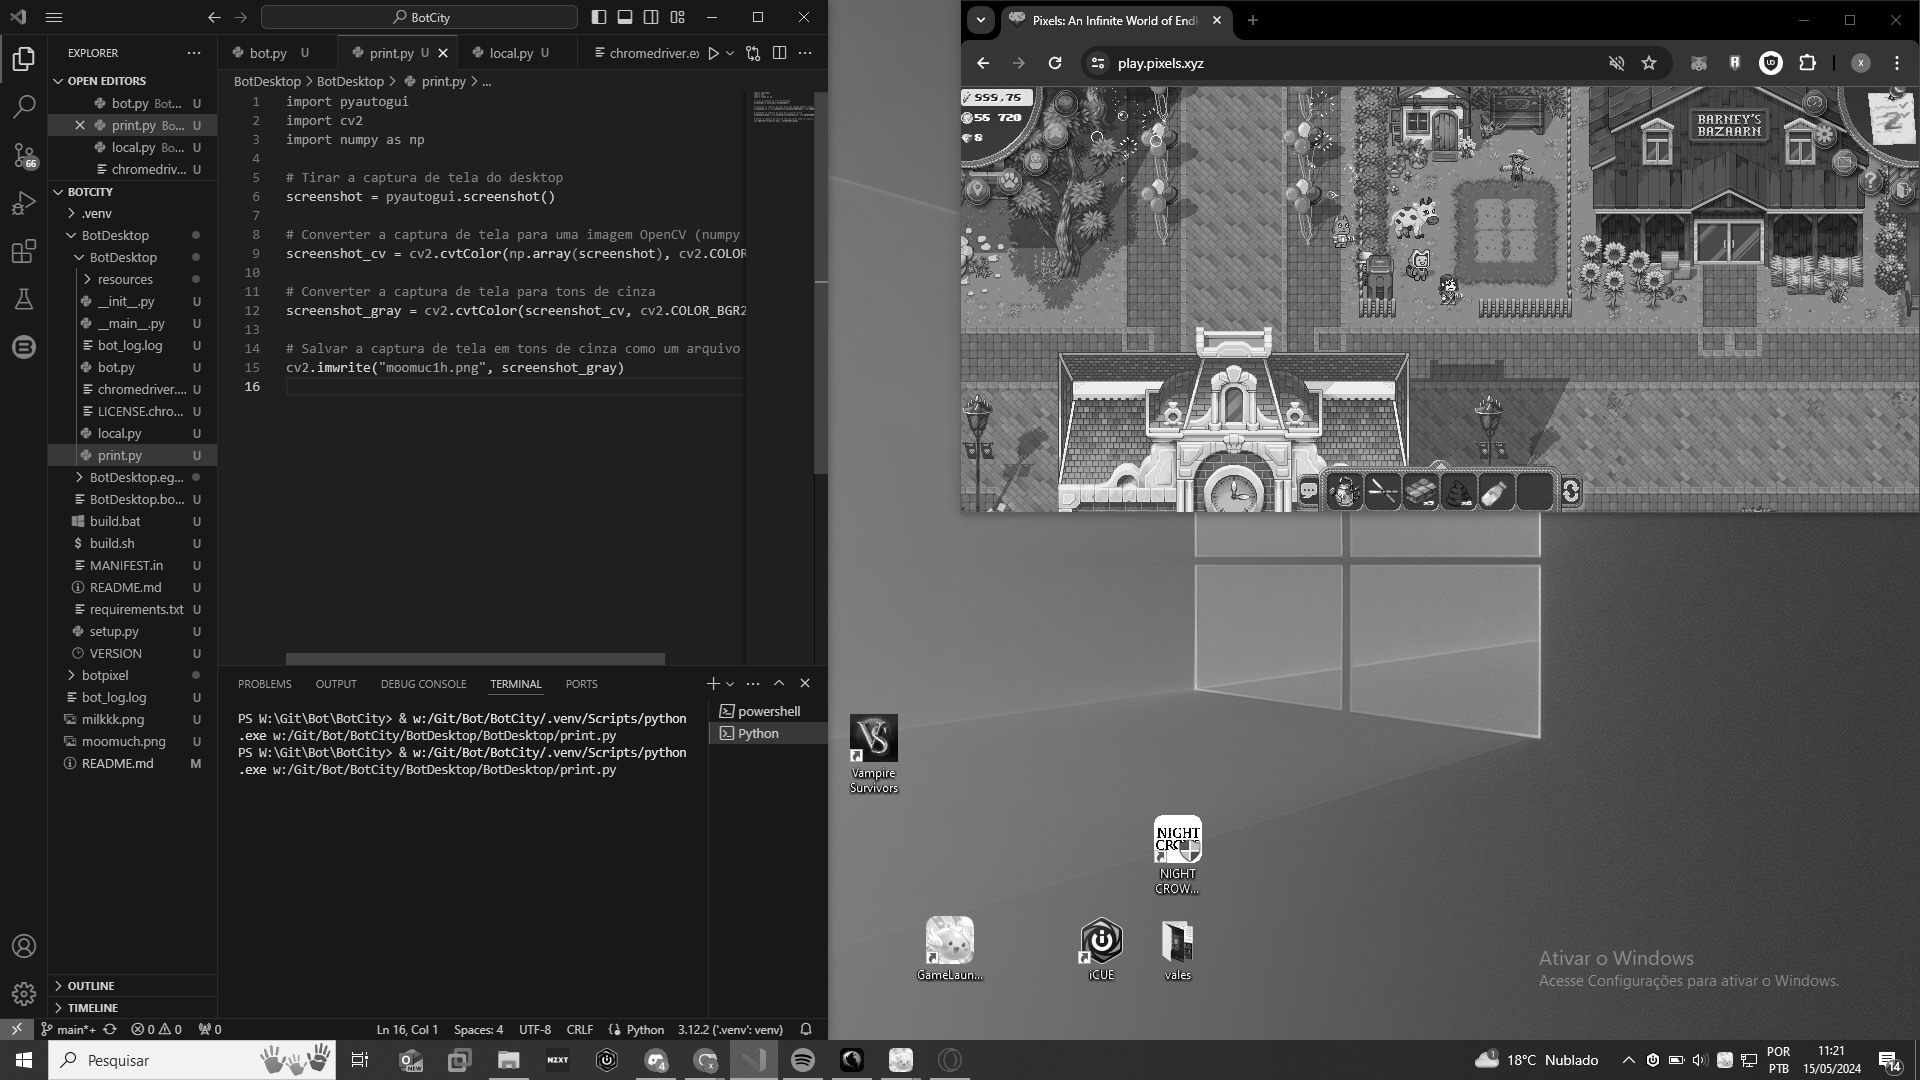 BotCity
EXPLORER
OPEN EDITORS
bot.py Bot... U
print.py Bo... U
local.py Bo... U
chromedriv... U
66
BOTCITY
.venv
BotDesktop
BotDesktop
resources
__init__.py U
__main__.py U
bot_log.log U
bot.py U
chromedriver.... U
LICENSE.chro... U
local.py U
print.py U
BotDesktop.eg...
BotDesktop.bo... U
build.bat U
build.sh U
MANIFEST.in U
README.md U
requirements.txt U
setup.py U
VERSION U
botpixel
bot_log.log U
milkkk.png U
moomuch.png U
README.md M
OUTLINE
TIMELINE
bot.py U
print.py U
local.py U
chromedriver.ex
BotDesktop > BotDesktop > print.py > ...
1 import pyautogui
2 import cv2
3 import numpy as np
4
5 # Tirar a captura de tela do desktop
6 screenshot = pyautogui.screenshot()
7
8 # Converter a captura de tela para uma imagem OpenCV (numpy
9 screenshot_cv = cv2.cvtColor(np.array(screenshot), cv2.COLOR
10
11 # Converter a captura de tela para tons de cinza
12 screenshot_gray = cv2.cvtColor(screenshot_cv, cv2.COLOR_BGR2
13
14 # Salvar a captura de tela em tons de cinza como um arquivo
15 cv2.imwrite("moomuc1h.png", screenshot_gray)
16
PROBLEMS OUTPUT DEBUG CONSOLE TERMINAL PORTS
PS W:\Git\Bot\BotCity> & w:/Git/Bot/BotCity/.venv/Scripts/python
.exe w:/Git/Bot/BotCity/BotDesktop/BotDesktop/print.py
PS W:\Git\Bot\BotCity> & w:/Git/Bot/BotCity/.venv/Scripts/python
.exe w:/Git/Bot/BotCity/BotDesktop/BotDesktop/print.py
powershell
Python
main*+ 0 0 0 Ln 16, Col 1 Spaces: 4 UTF-8 CRLF Python 3.12.2 ('.venv': venv)
Pixels: An Infinite World of Endl
play.pixels.xyz
X
999,75
56 720
8
BARNEY'S
BAZAARN
Vampire
Survivors
NIGHT
CROW
NIGHT
CROW...
GameLaun...
iCUE
vales
Ativar o Windows
Acesse Configurações para ativar o Windows.
Pesquisar
NEW
NZXT
4
18°C Nublado
POR
PTB
11:21
15/05/2024
14